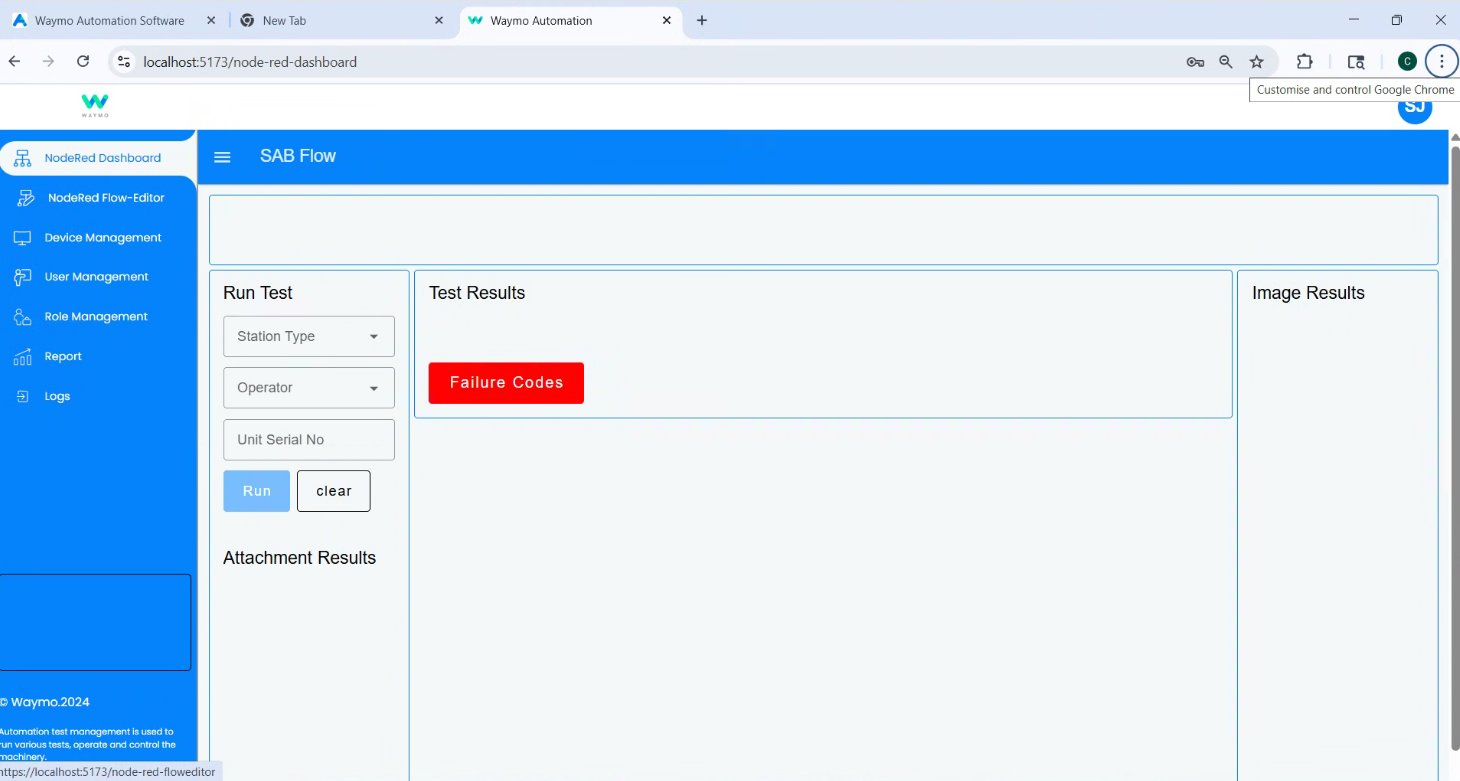 Waymo Automation Software
New Tab
Waymo Automation
localhost:5173/node-red-dashboard
C
Customise and control Google Chrome
WAYMO
SJ
NodeRed Dashboard
SAB Flow
NodeRed Flow-Editor
Device Management
User Management
Role Management
Report
Logs
Run Test
Station Type
Operator
Unit Serial No
Run
clear
Attachment Results
Test Results
Failure Codes
Image Results
© Waymo.2024
Automation test management is used to
run various tests, operate and control the
machinery.
https://localhost:5173/node-red-floweditor